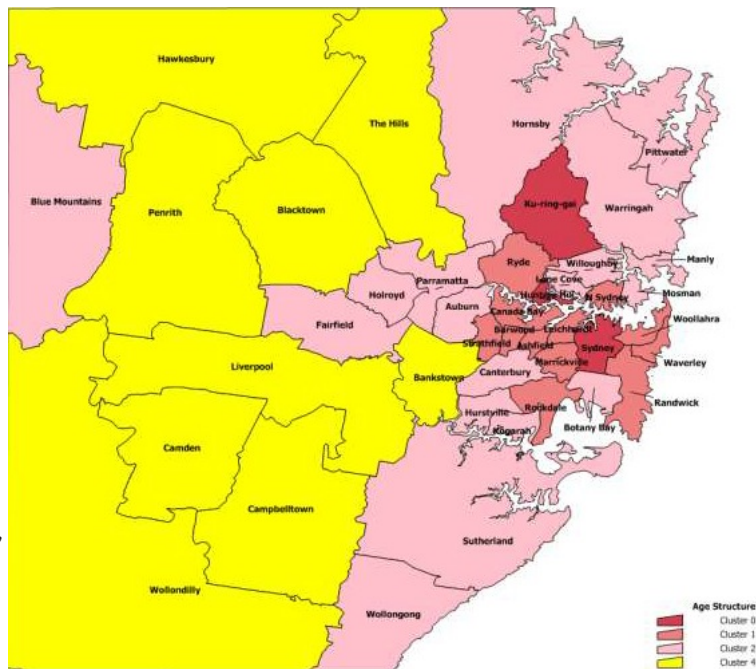 Hawkesbury
The Hills
Hornsby
Pittwater
Blue Mountains
Penrith
Blacktown
Ku-ring-gai
Warringah
Ryde
Willoughby
Manly
Parramatta
Lane Cove
Holroyd
Hunters Hill
N Sydney
Mosman
Auburn
Canada Bay
Fairfield
Burwood
Leichhardt
Woollahra
Strathfield
Ashfield
Sydney
Liverpool
Marrickville
Waverley
Bankstown
Canterbury
Randwick
Hurstville
Rockdale
Camden
Kogarah
Botany Bay
Campbelltown
Sutherland
Wollondilly
Wollongong
Age Structure
Cluster 0
Cluster 1
Cluster 2
Cluster 3